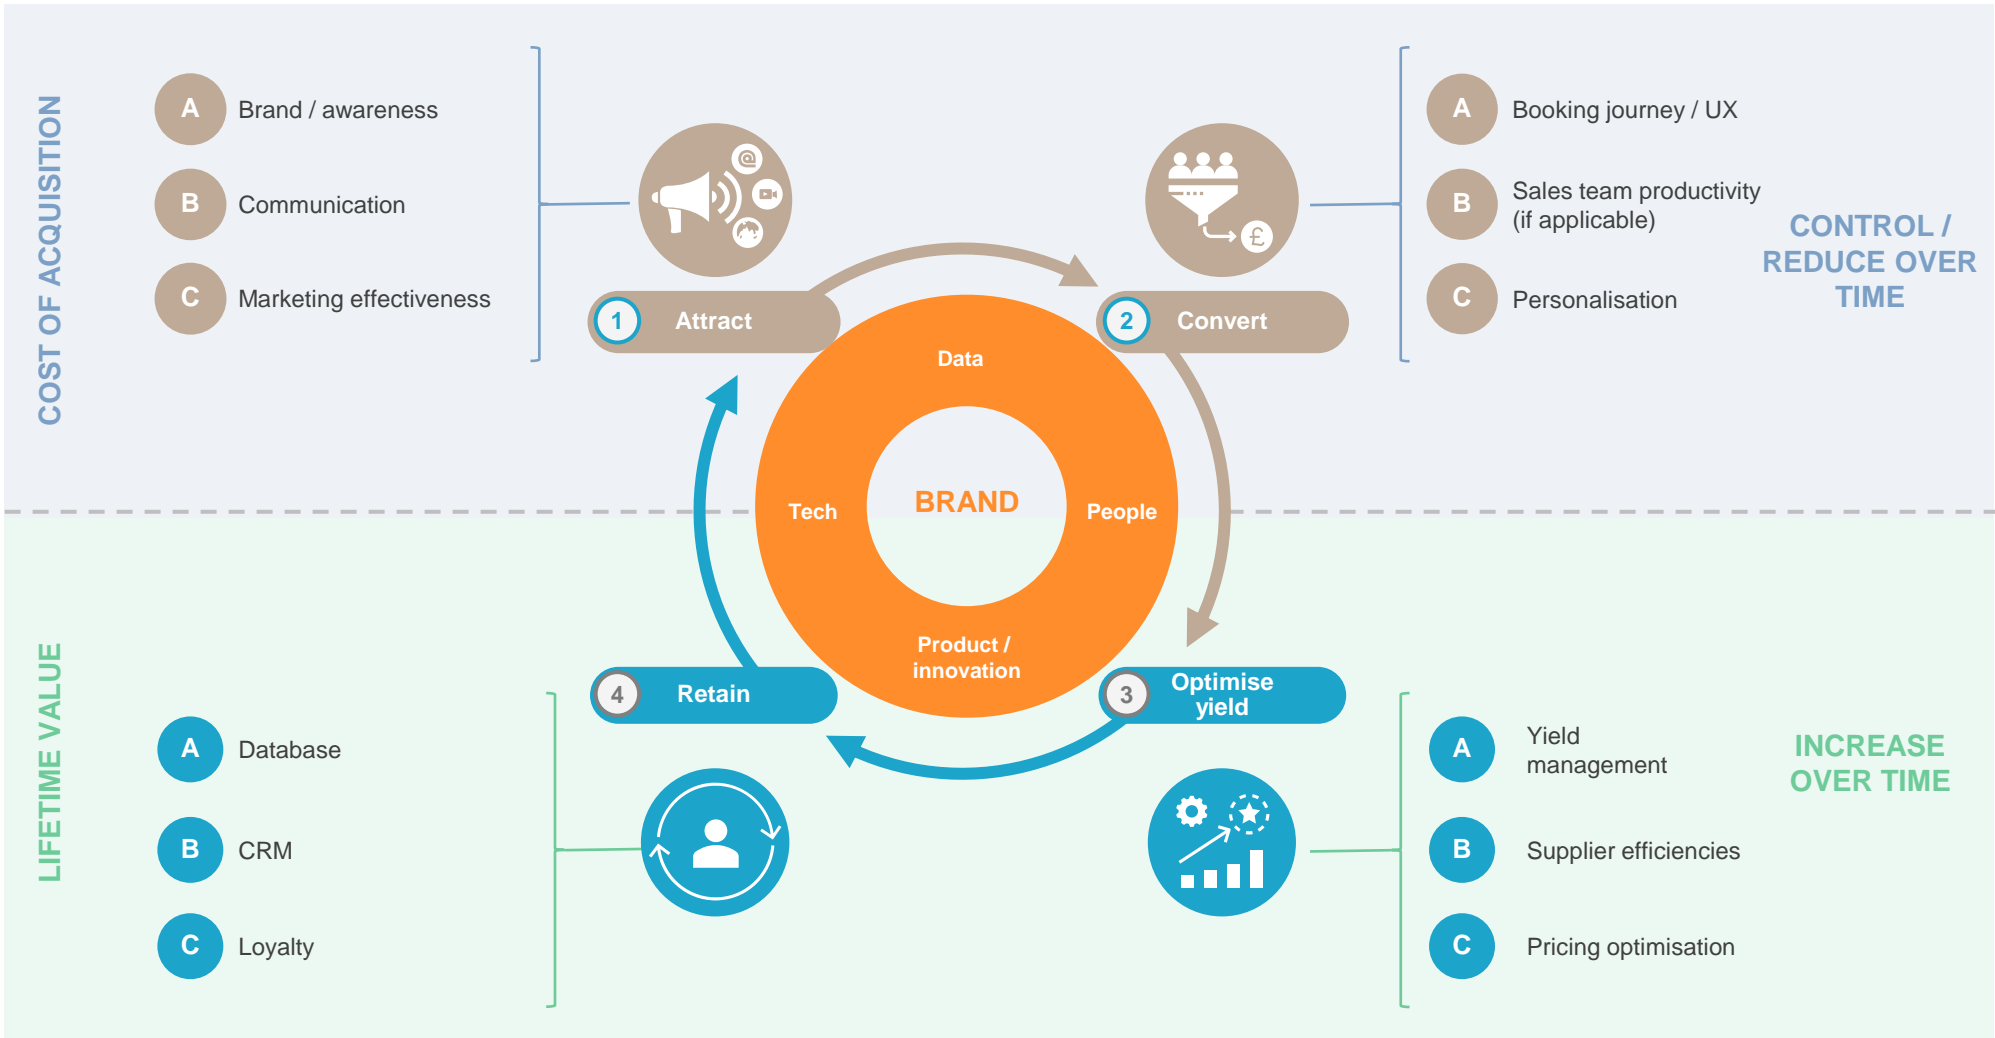 COST OF ACQUISITION
A
Brand / awareness
B
Communication
C
Marketing effectiveness
@
1
Attract
£
2
Convert
A
Booking journey / UX
B
Sales team productivity
(if applicable)
C
Personalisation
CONTROL /
REDUCE OVER
TIME
Data
Tech
BRAND
People
Product /
innovation
LIFETIME VALUE
4
Retain
A
Database
B
CRM
C
Loyalty
3
Optimise
yield
A
Yield
management
B
Supplier efficiencies
C
Pricing optimisation
INCREASE
OVER TIME